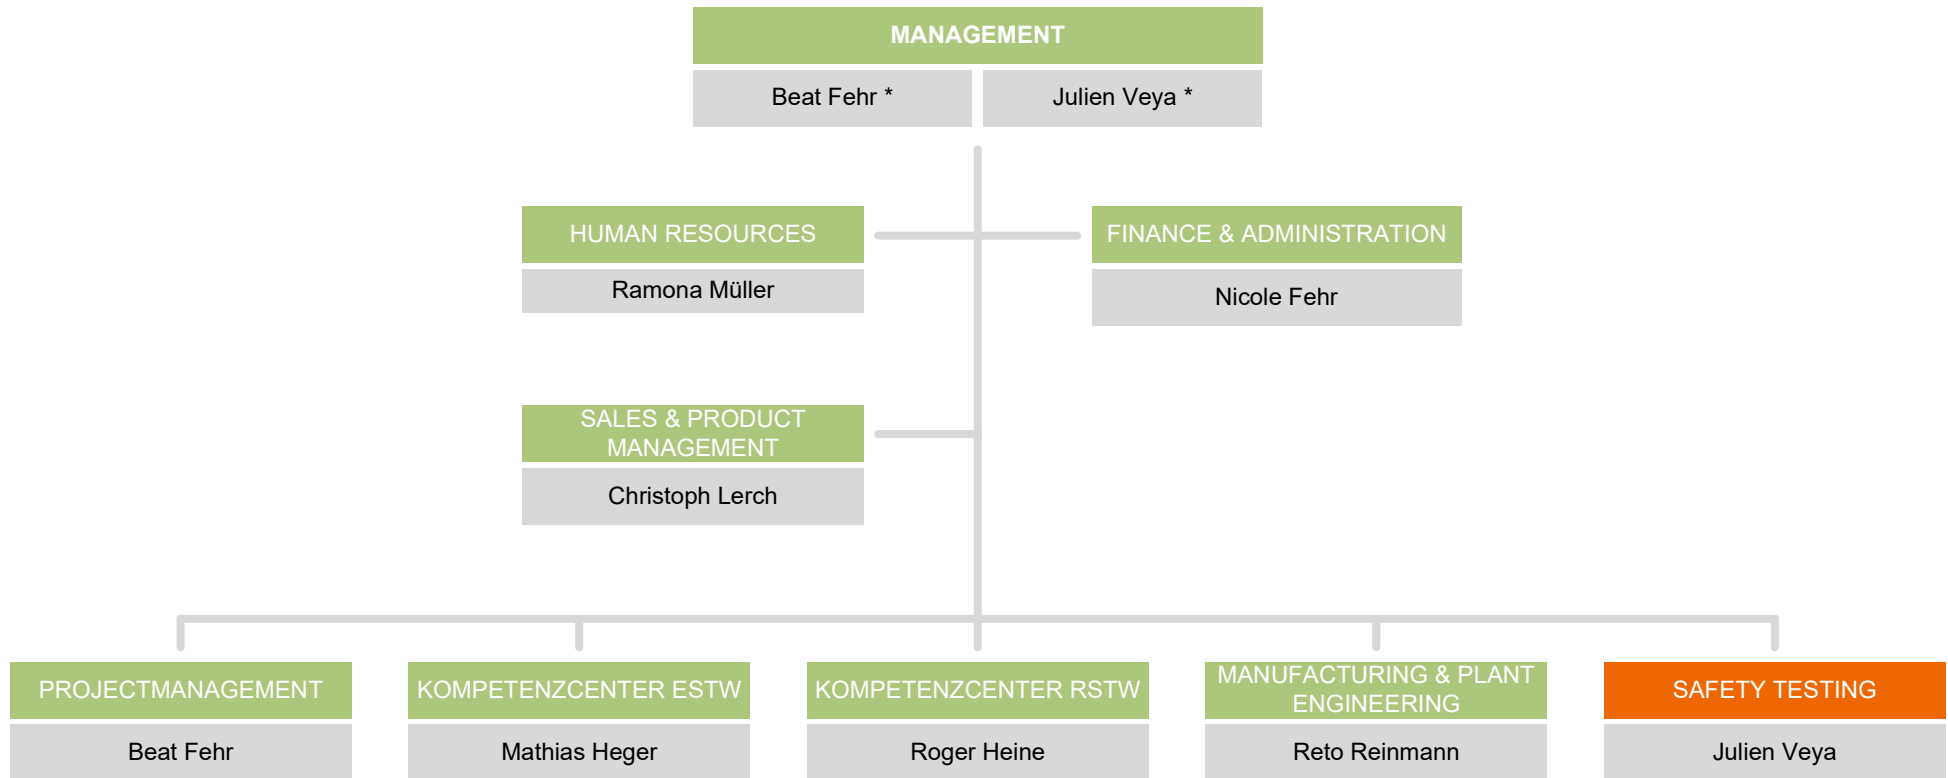 MANAGEMENT
Beat Fehr *
Julien Veya *
HUMAN RESOURCES
Ramona Müller
FINANCE & ADMINISTRATION
Nicole Fehr
SALES & PRODUCT
MANAGEMENT
Christoph Lerch
PROJECTMANAGEMENT
Beat Fehr
KOMPETENZCENTER ESTW
Mathias Heger
KOMPETENZCENTER RSTW
Roger Heine
MANUFACTURING & PLANT
ENGINEERING
Reto Reinmann
SAFETY TESTING
Julien Veya